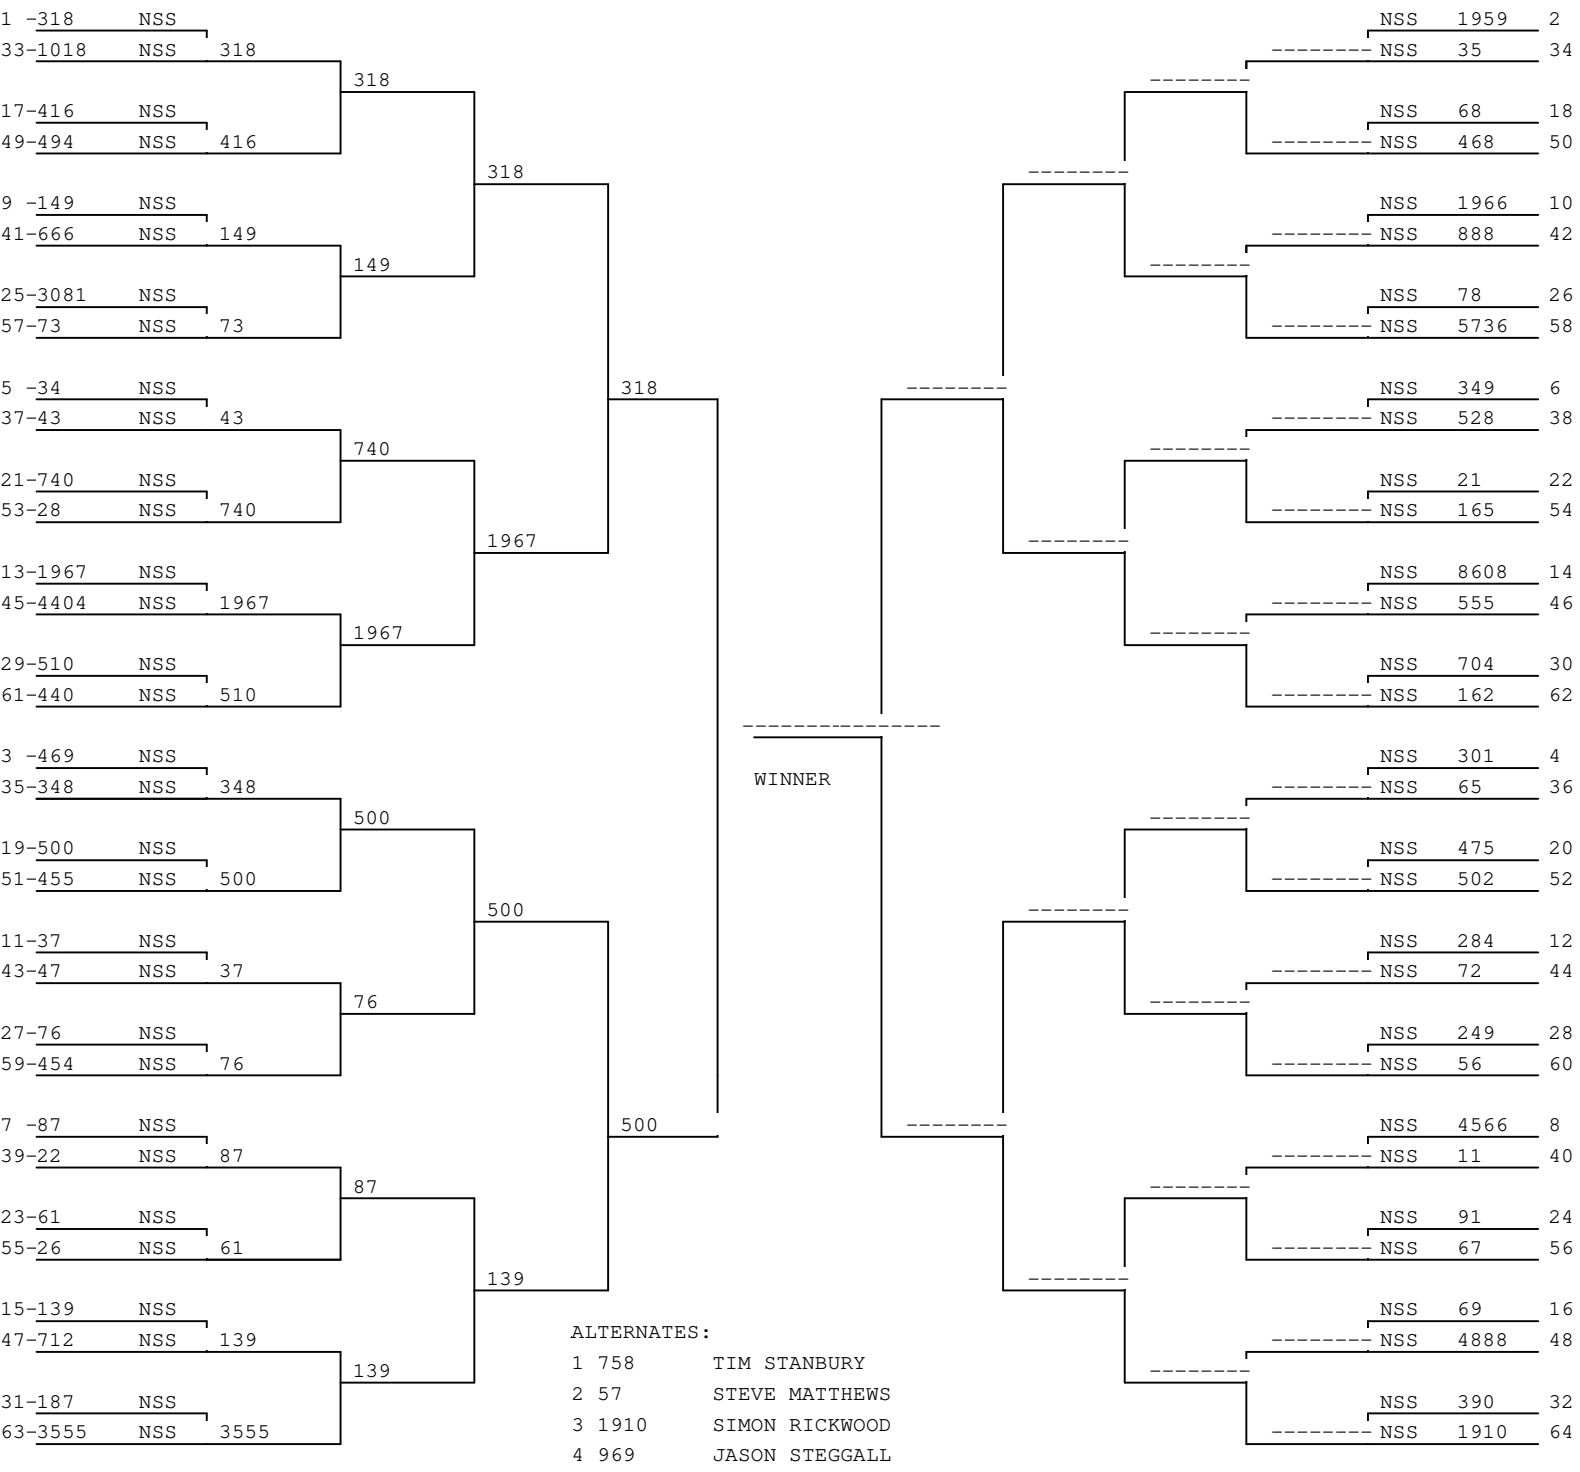 1 -318 NSS NSS 1959 2
33-1018 NSS 318 -------- NSS 35 34
318 --------
17-416 NSS NSS 68 18
49-494 NSS 416 -------- NSS 468 50
318 --------
9 -149 NSS NSS 1966 10
41-666 NSS 149 -------- NSS 888 42
149 --------
25-3081 NSS NSS 78 26
57-73 NSS 73 -------- NSS 5736 58
5 -34 NSS 318 -------- NSS 349 6
37-43 NSS 43 -------- NSS 528 38
740 --------
21-740 NSS NSS 21 22
53-28 NSS 740 -------- NSS 165 54
1967 --------
13-1967 NSS NSS 8608 14
45-4404 NSS 1967 -------- NSS 555 46
1967 --------
29-510 NSS NSS 704 30
61-440 NSS 510 -------- NSS 162 62
----------------
3 -469 NSS NSS 301 4
35-348 NSS 348 WINNER -------- NSS 65 36
500 --------
19-500 NSS NSS 475 20
51-455 NSS 500 -------- NSS 502 52
500 --------
11-37 NSS NSS 284 12
43-47 NSS 37 -------- NSS 72 44
76 --------
27-76 NSS NSS 249 28
59-454 NSS 76 -------- NSS 56 60
7 -87 NSS 500 -------- NSS 4566 8
39-22 NSS 87 -------- NSS 11 40
87 --------
23-61 NSS NSS 91 24
55-26 NSS 61 -------- NSS 67 56
139 --------
15-139 NSS NSS 69 16
47-712 NSS 139 -------- NSS 4888 48
139 --------
31-187 NSS NSS 390 32
63-3555 NSS 3555 -------- NSS 1910 64
ALTERNATES:
1 758 TIM STANBURY
2 57 STEVE MATTHEWS
3 1910 SIMON RICKWOOD
4 969 JASON STEGGALL